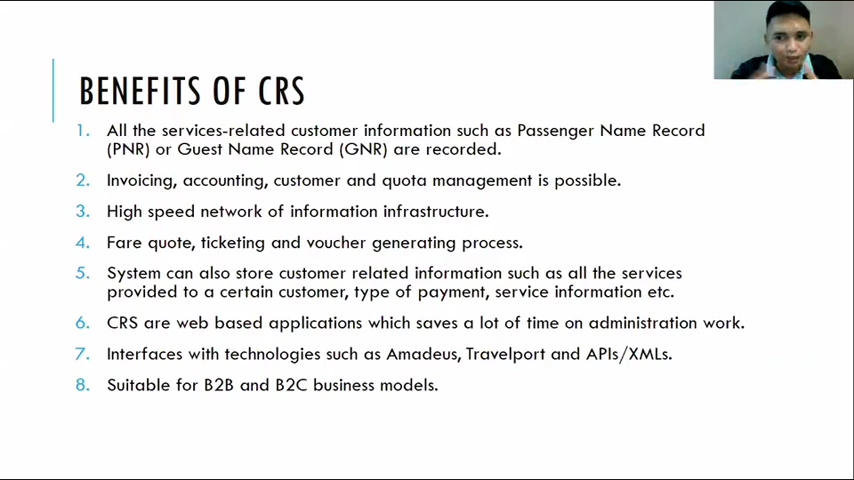 BENEFITS OF CRS
1. All the services-related customer information such as Passenger Name Record
(PNR) or Guest Name Record (GNR) are recorded.
2. Invoicing, accounting, customer and quota management is possible.
3. High speed network of information infrastructure.
4. Fare quote, ticketing and voucher generating process.
5. System can also store customer related information such as all the services
provided to a certain customer, type of payment, service information etc.
6. CRS are web based applications which saves a lot of time on administration work.
7. Interfaces with technologies such as Amadeus, Travelport and APIs/XMLs.
8. Suitable for B2B and B2C business models.